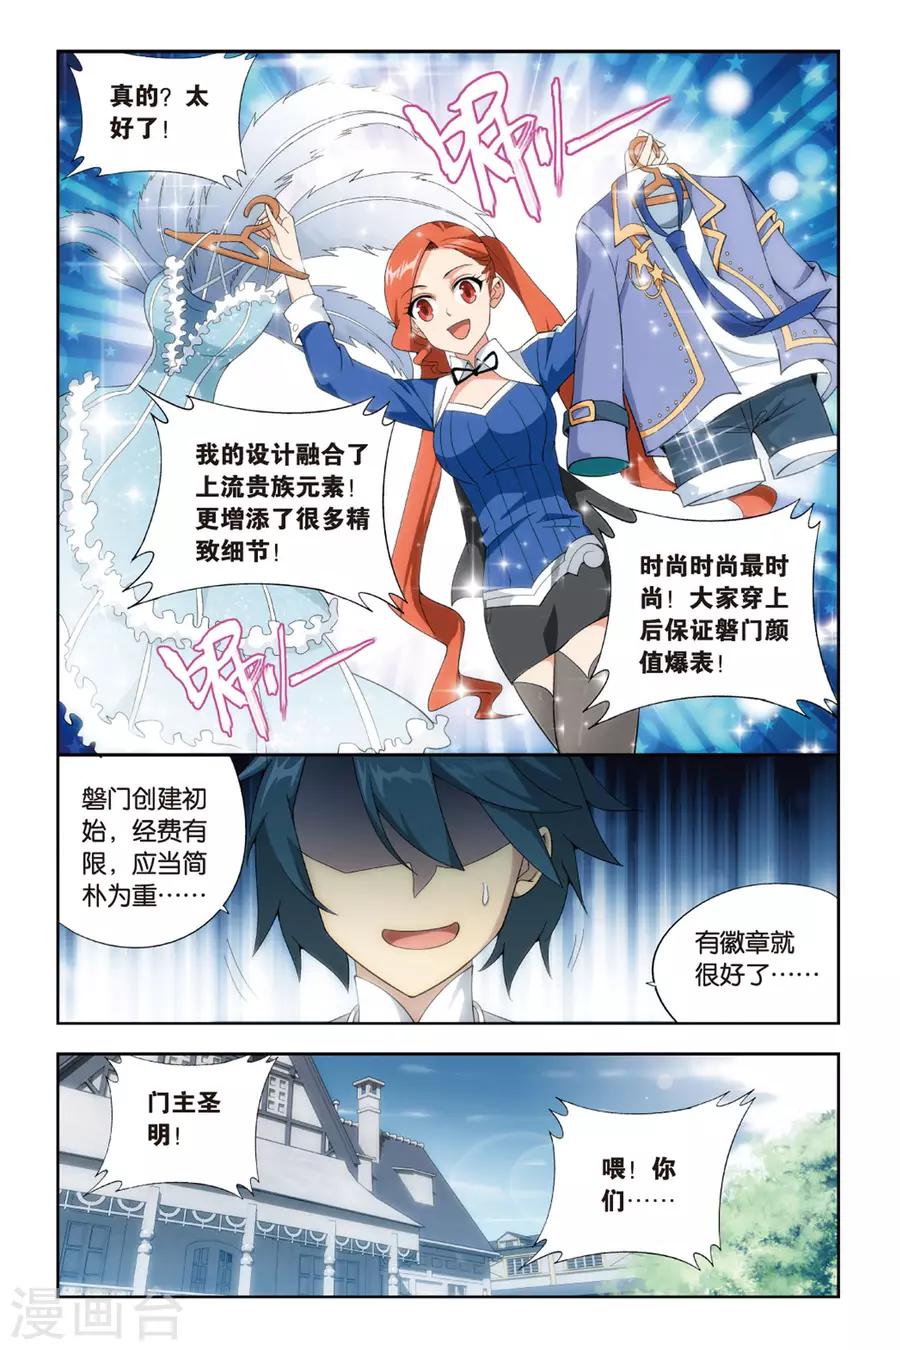 真的？太
好了！
唰—
我的设计融合了
上流贵族元素！
更增添了很多精
致细节！
时尚时尚最时
尚！大家穿上
后保证磐门颜
值爆表！
唰—
磐门创建初
始，经费有
限，应当简
朴为重……
有徽章就
很好了……
门主圣
明！
喂！你
们……
漫画台